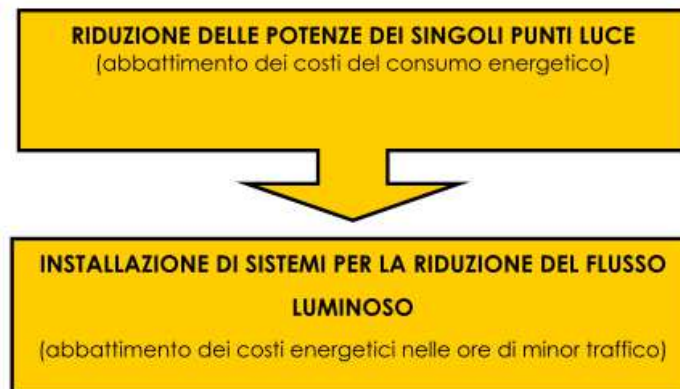 RIDUZIONE DELLE POTENZE DEI SINGOLI PUNTI LUCE
(abbattimento dei costi del consumo energetico)
INSTALLAZIONE DI SISTEMI PER LA RIDUZIONE DEL FLUSSO
LUMINOSO
(abbattimento dei costi energetici nelle ore di minor traffico)